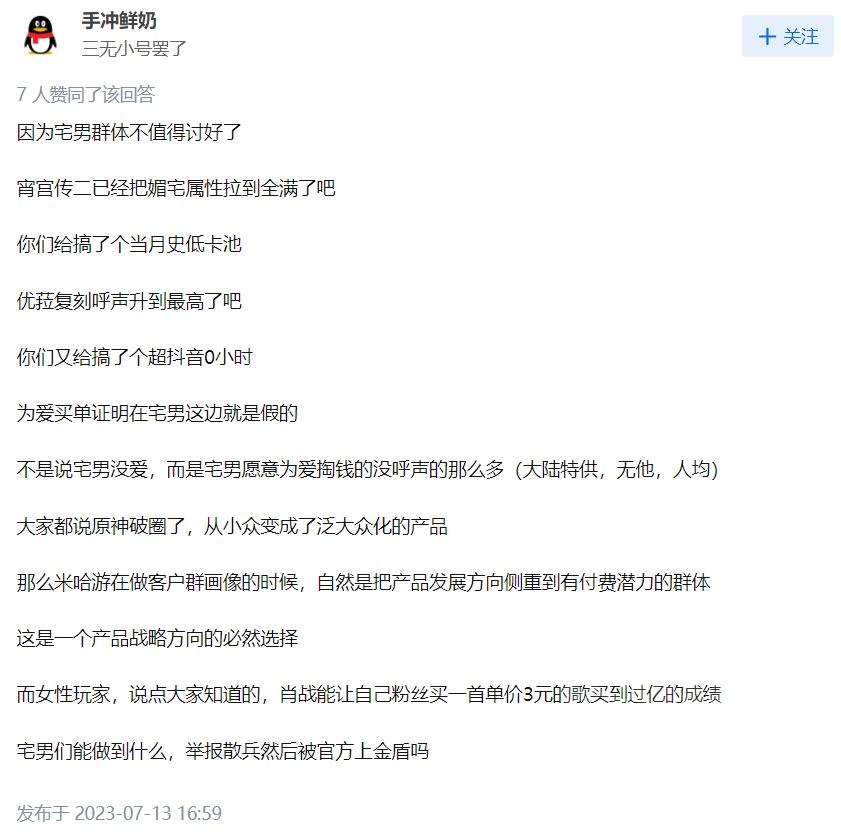 手冲鲜奶
三无小号罢了
+ 关注
7 人赞同了该回答
因为宅男群体不值得讨好了
宵宫传二已经把媚宅属性拉到全满了吧
你们给搞了个当月史低卡池
优菈复刻呼声升到最高了吧
你们又给搞了个超抖音0小时
为爱买单证明在宅男这边就是假的
不是说宅男没爱，而是宅男愿意为爱掏钱的没呼声的那么多（大陆特供，无他，人均）
大家都说原神破圈了，从小众变成了泛大众化的产品
那么米哈游在做客户群画像的时候，自然是把产品发展方向侧重到有付费潜力的群体
这是一个产品战略方向的必然选择
而女性玩家，说点大家知道的，肖战能让自己粉丝买一首单价3元的歌买到过亿的成绩
宅男们能做到什么，举报散兵然后被官方上金盾吗
发布于 2023-07-13 16:59